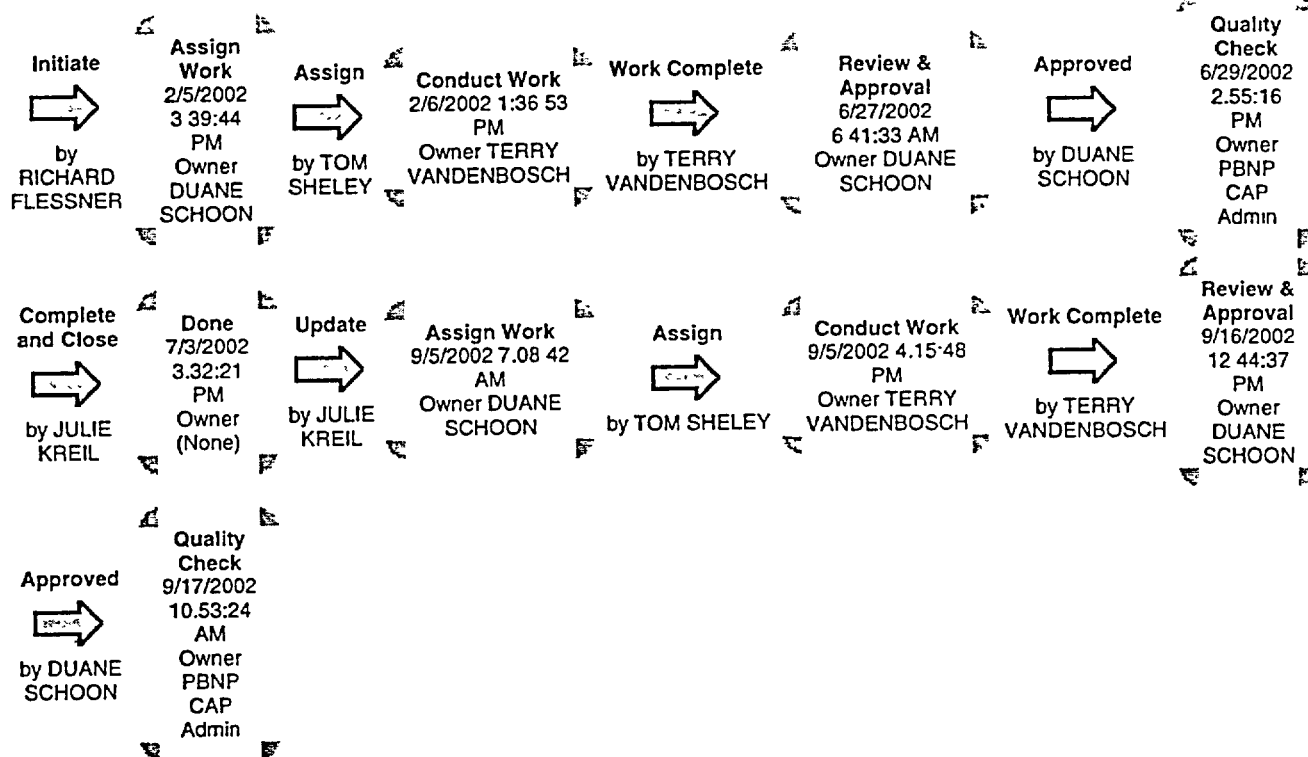 Initiate
by
RICHARD
FLESSNER
Assign
Work
2/5/2002
3 39:44
PM
Owner
DUANE
SCHOON
Assign
by TOM
SHELEY
Conduct Work
2/6/2002 1:36 53
PM
Owner TERRY
VANDENBOSCH
Work Complete
by TERRY
VANDENBOSCH
Review &
Approval
6/27/2002
6 41:33 AM
Owner DUANE
SCHOON
Approved
by DUANE
SCHOON
Quality
Check
6/29/2002
2.55:16
PM
Owner
PBNP
CAP
Admin
Complete
and Close
by JULIE
KREIL
Done
7/3/2002
3.32:21
PM
Owner
(None)
Update
by JULIE
KREIL
Assign Work
9/5/2002 7.08 42
AM
Owner DUANE
SCHOON
Assign
by TOM SHELEY
Conduct Work
9/5/2002 4.15·48
PM
Owner TERRY
VANDENBOSCH
Work Complete
by TERRY
VANDENBOSCH
Review &
Approval
9/16/2002
12 44:37
PM
Owner
DUANE
SCHOON
Approved
by DUANE
SCHOON
Quality
Check
9/17/2002
10.53:24
AM
Owner
PBNP
CAP
Admin